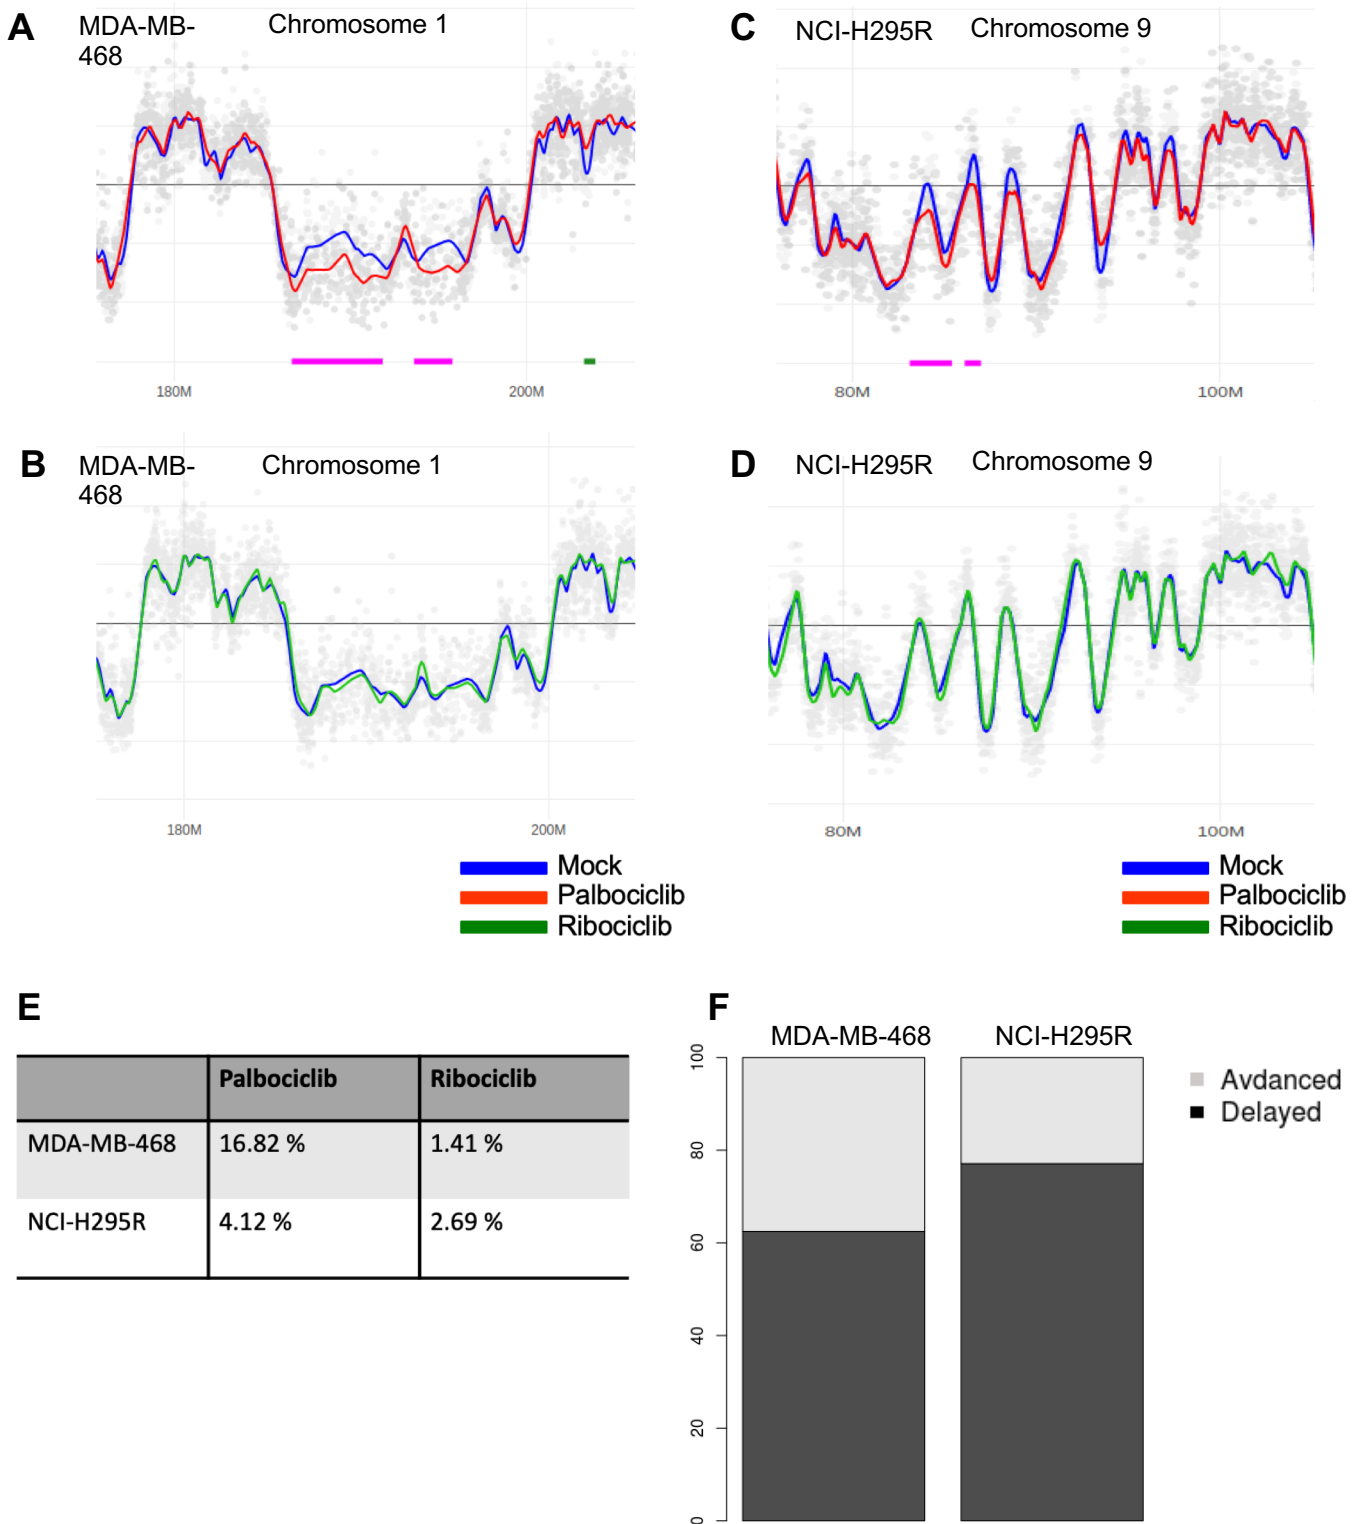 A
MDA-MB-
468
Chromosome 1
180M
200M
C
NCI-H295R
Chromosome 9
80M
100M
B
MDA-MB-
468
Chromosome 1
180M
200M
D
NCI-H295R
Chromosome 9
80M
100M
Mock
Palbociclib
Ribociclib
Mock
Palbociclib
Ribociclib
E
Palbociclib Ribociclib
MDA-MB-468 16.82 % 1.41 %
NCI-H295R 4.12 % 2.69 %
F
MDA-MB-468 NCI-H295R
100
80
60
40
20
0
Avdanced
Delayed